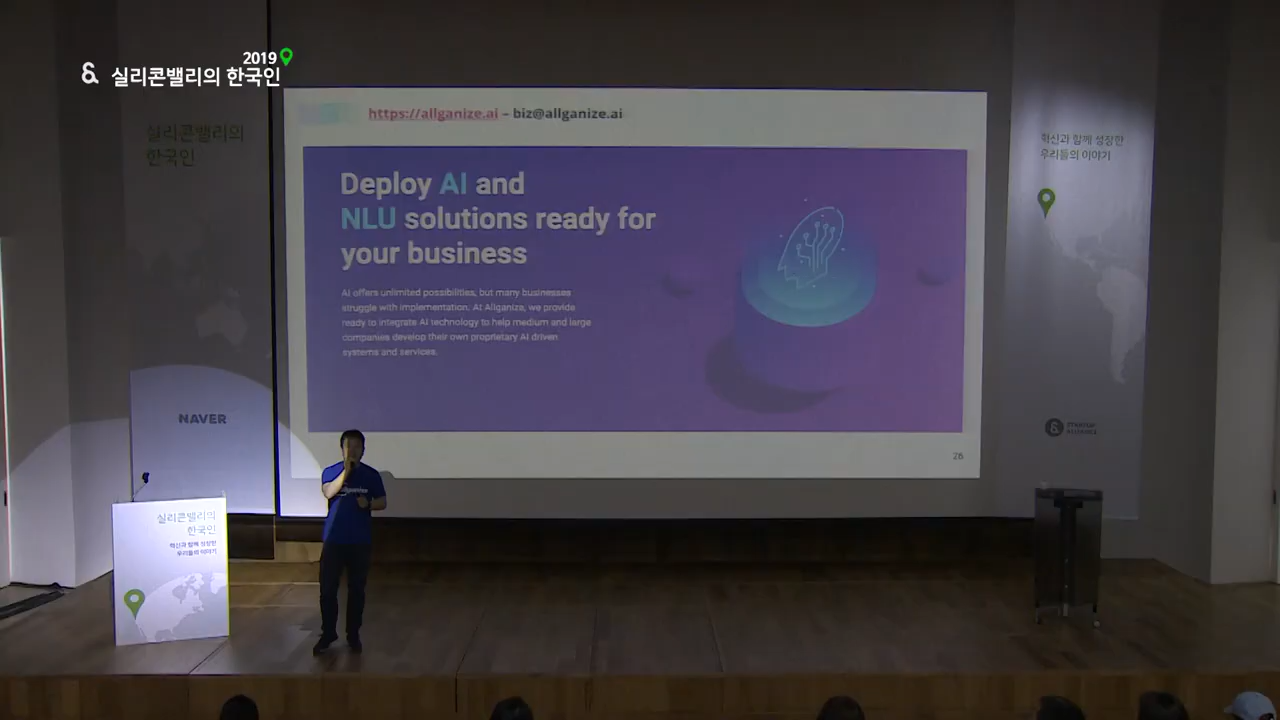 2019
& 실리콘밸리의 한국인
실리콘밸리의
한국인
https://allganize.ai – biz@allganize.ai
Deploy AI and
NLU solutions ready for
your business
AI offers unlimited possibilities, but many businesses
struggle with implementation. At Allganize, we provide
ready to integrate AI technology to help medium and large
companies develop their own proprietary AI driven
systems and services.
26
혁신과 함께 성장한
우리들의 이야기
NAVER
Allganize
실리콘밸리의
한국인
혁신과 함께 성장한
우리들의 이야기